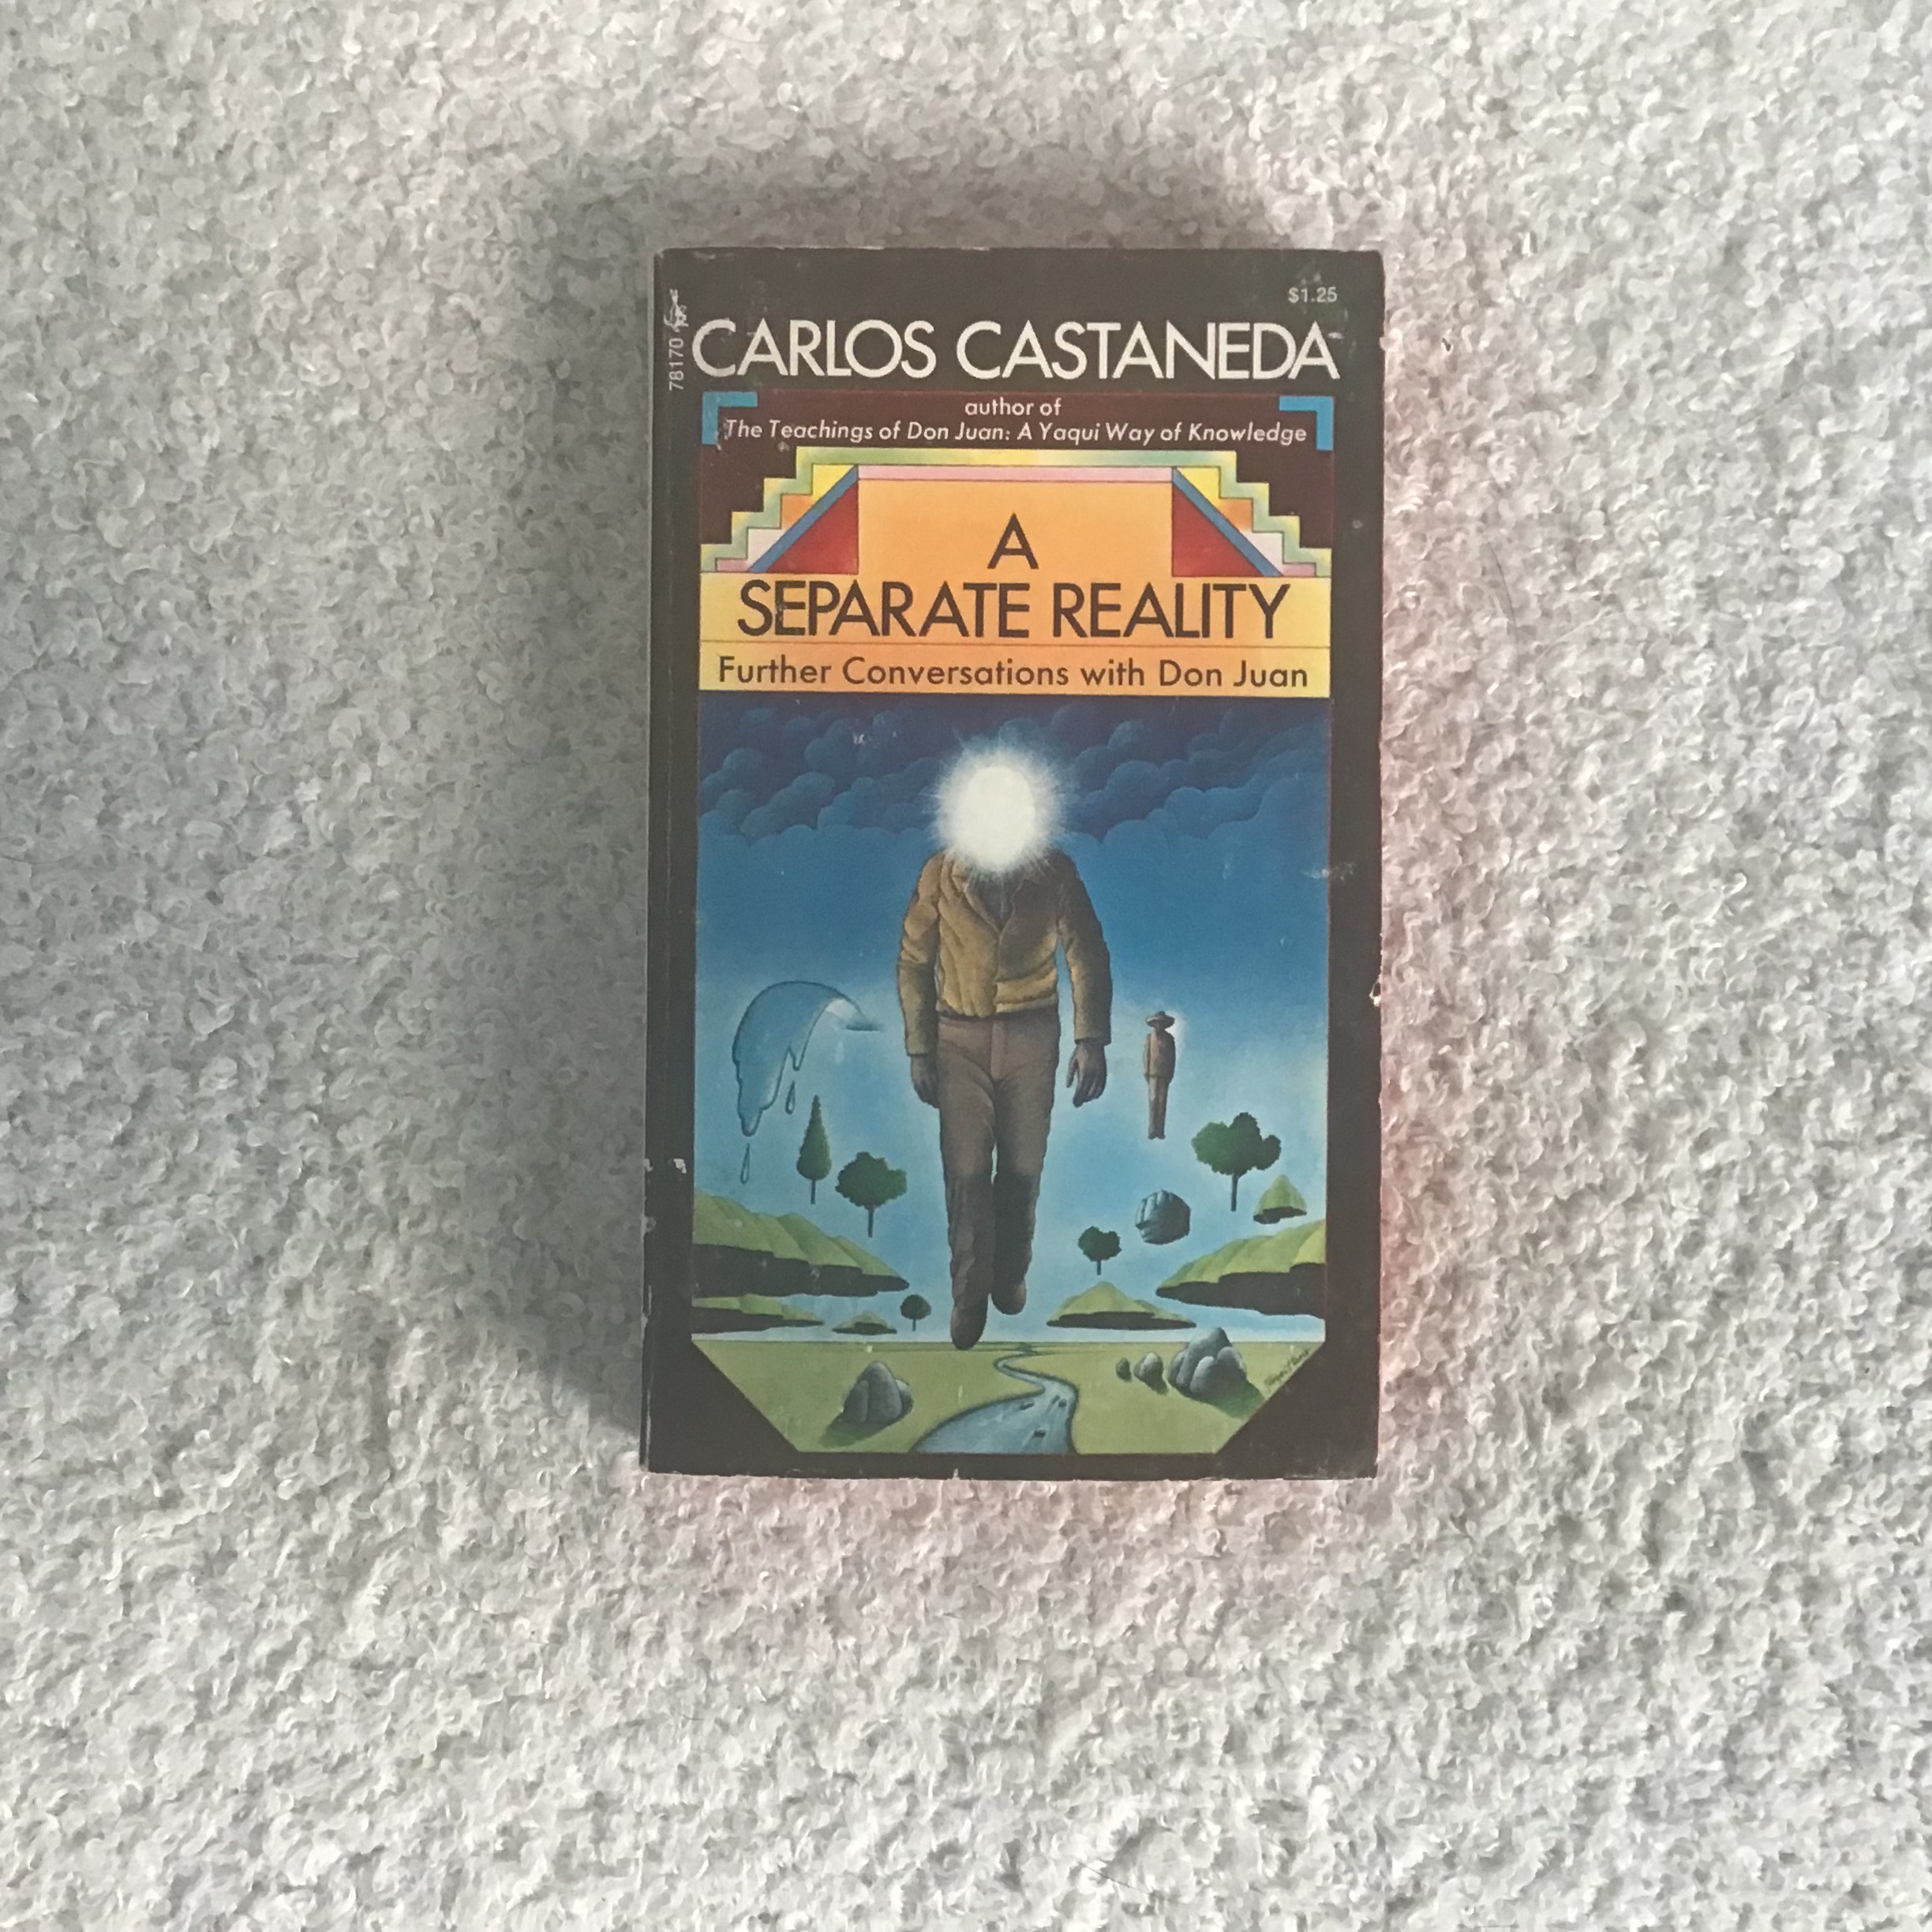 $1.25
78170
CARLOS CASTANEDA
author of
The Teachings of Don Juan: A Yaqui Way of Knowledge
A
SEPARATE REALITY
Further Conversations with Don Juan